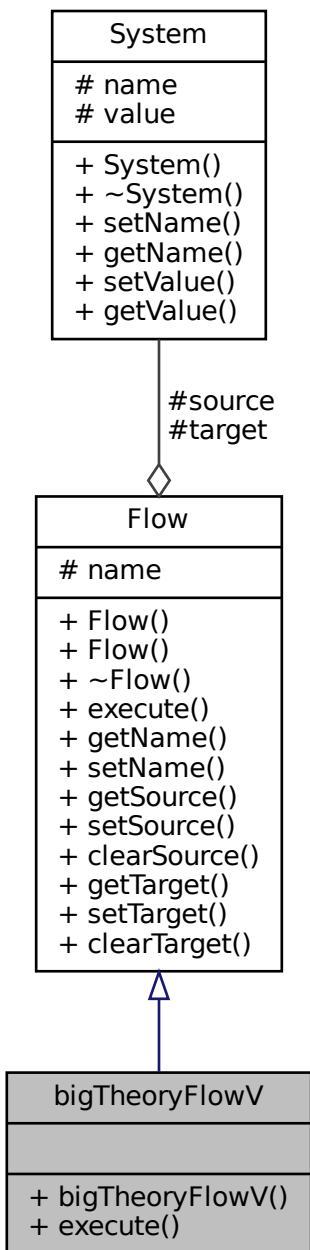 System
# name
# value
+ System()
+ ~System()
+ setName()
+ getName()
+ setValue()
+ getValue()
#source
#target
Flow
# name
+ Flow()
+ Flow()
+ ~Flow()
+ execute()
+ getName()
+ setName()
+ getSource()
+ setSource()
+ clearSource()
+ getTarget()
+ setTarget()
+ clearTarget()
bigTheoryFlowV
+ bigTheoryFlowV()
+ execute()